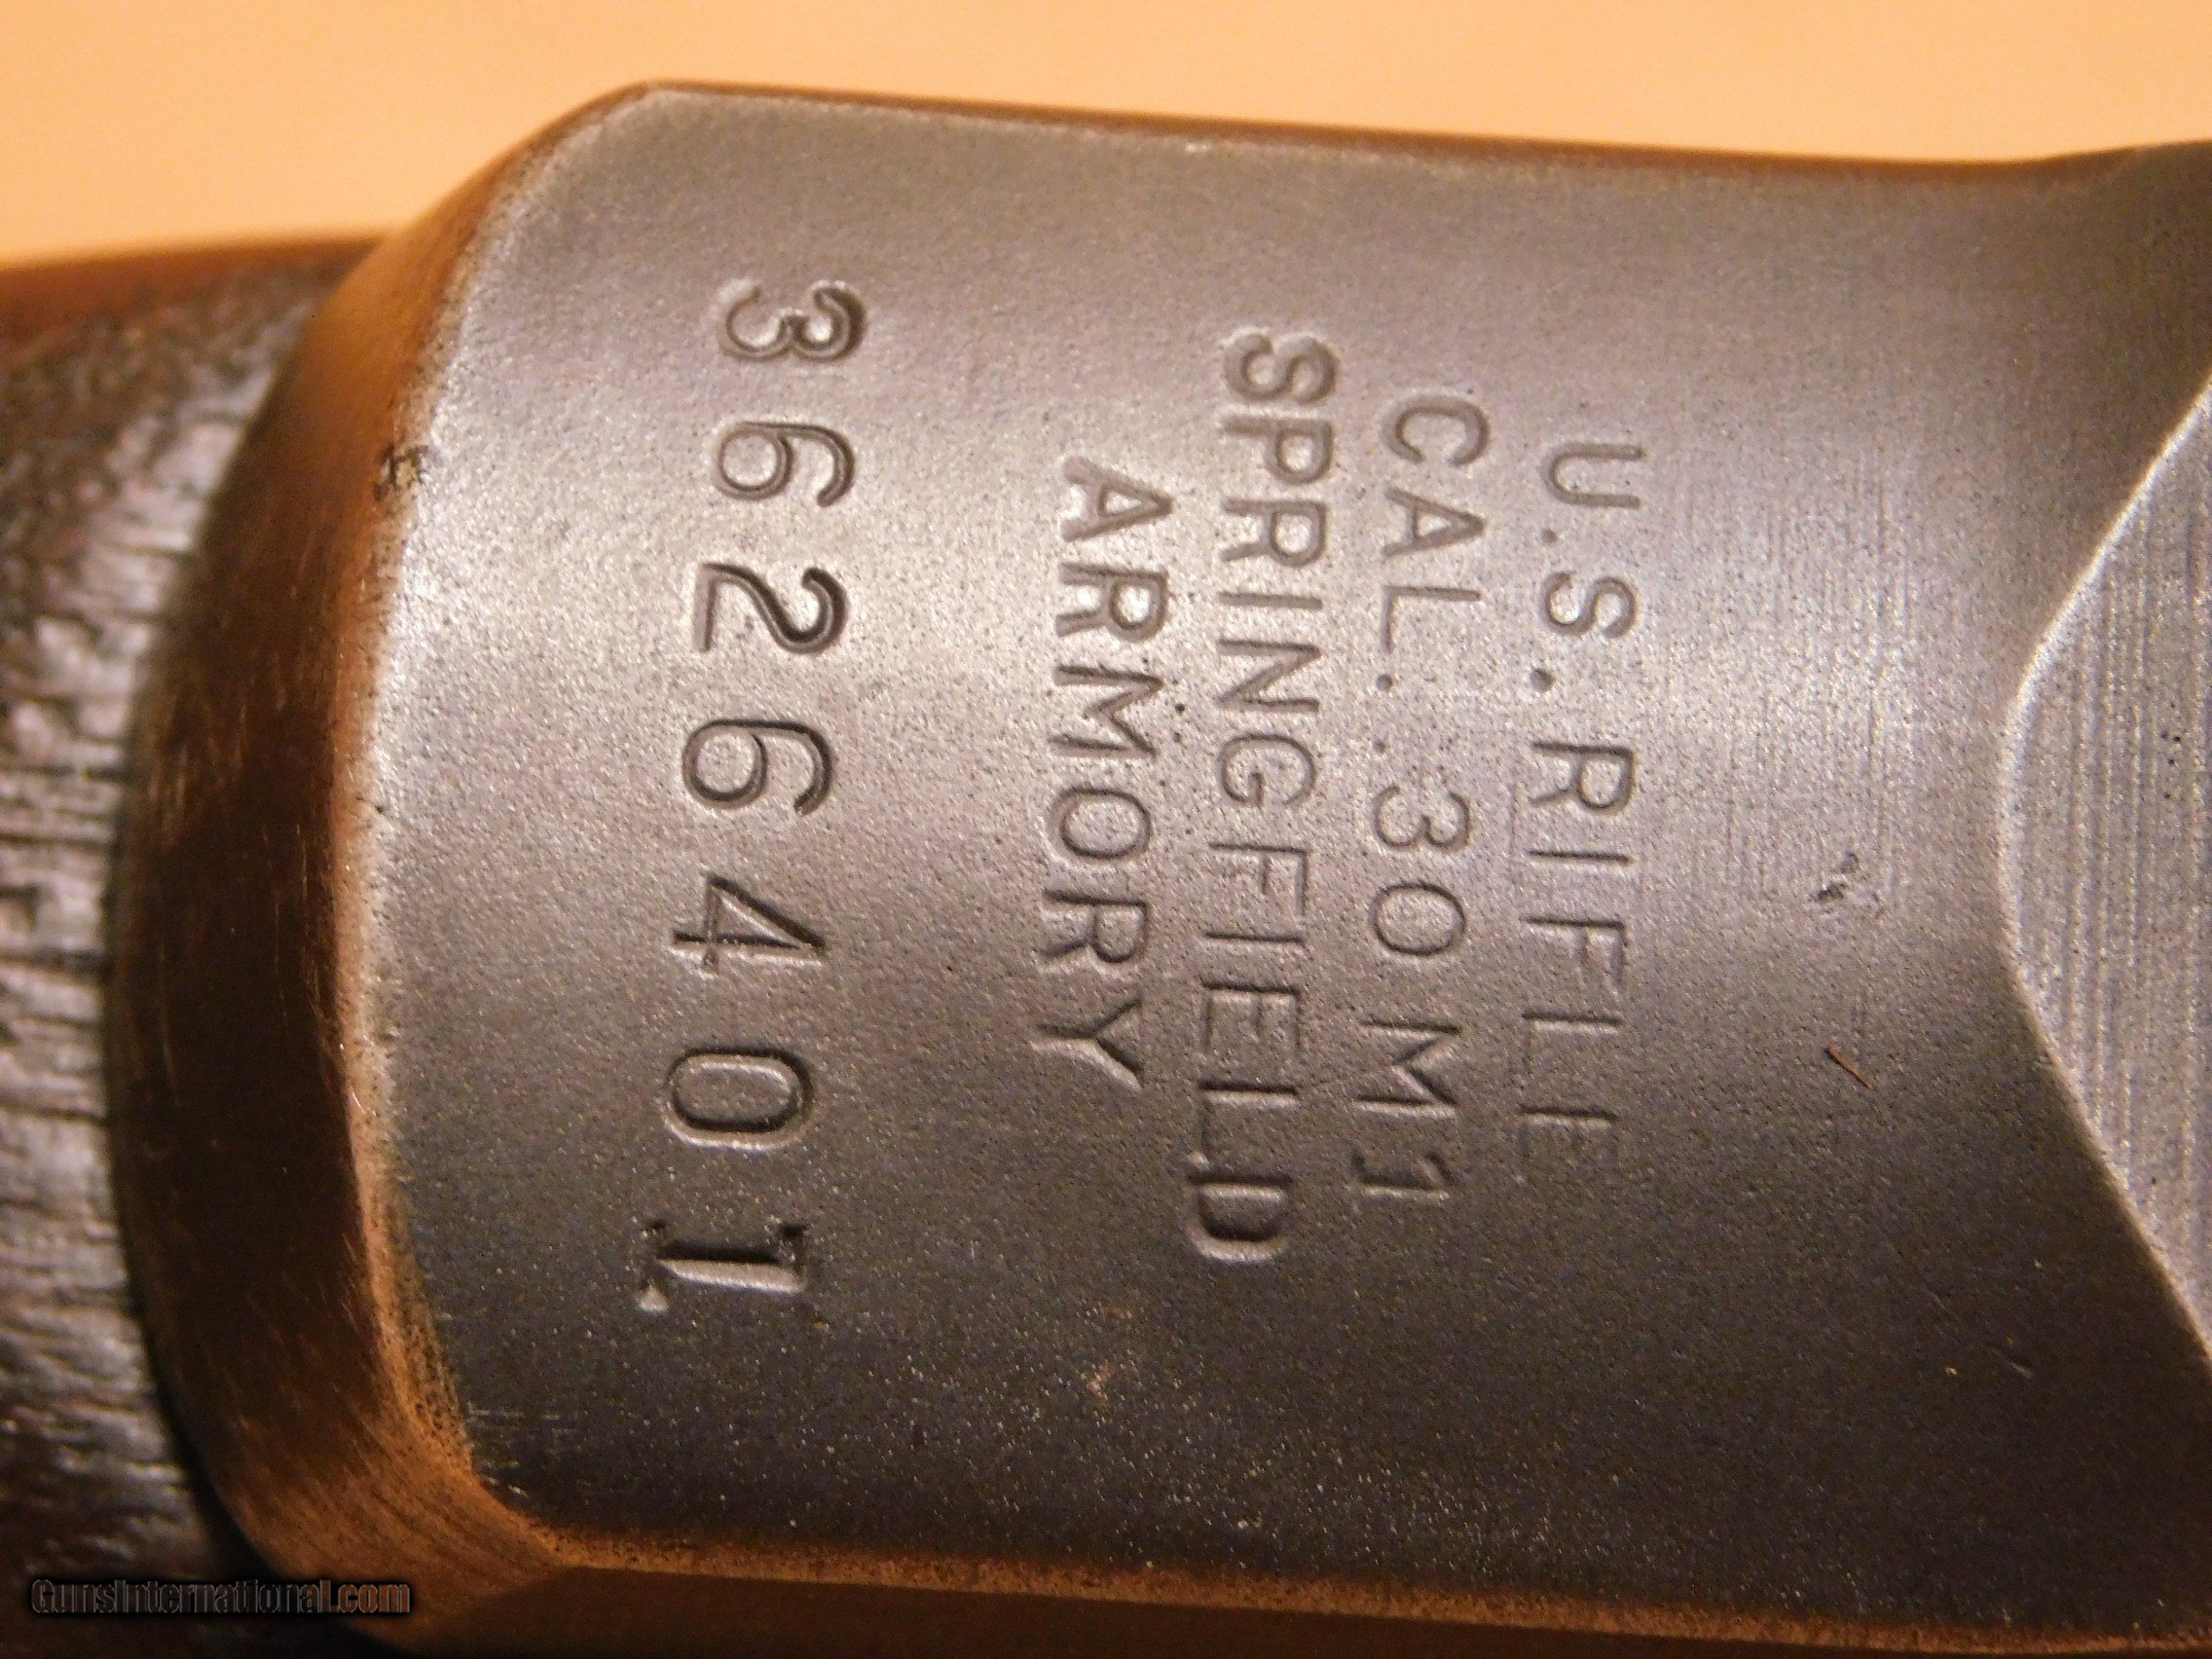 U.S. RIFLE
CAL. .30 M1
SPRINGFIELD
ARMORY
3626401
GunsInternational.com